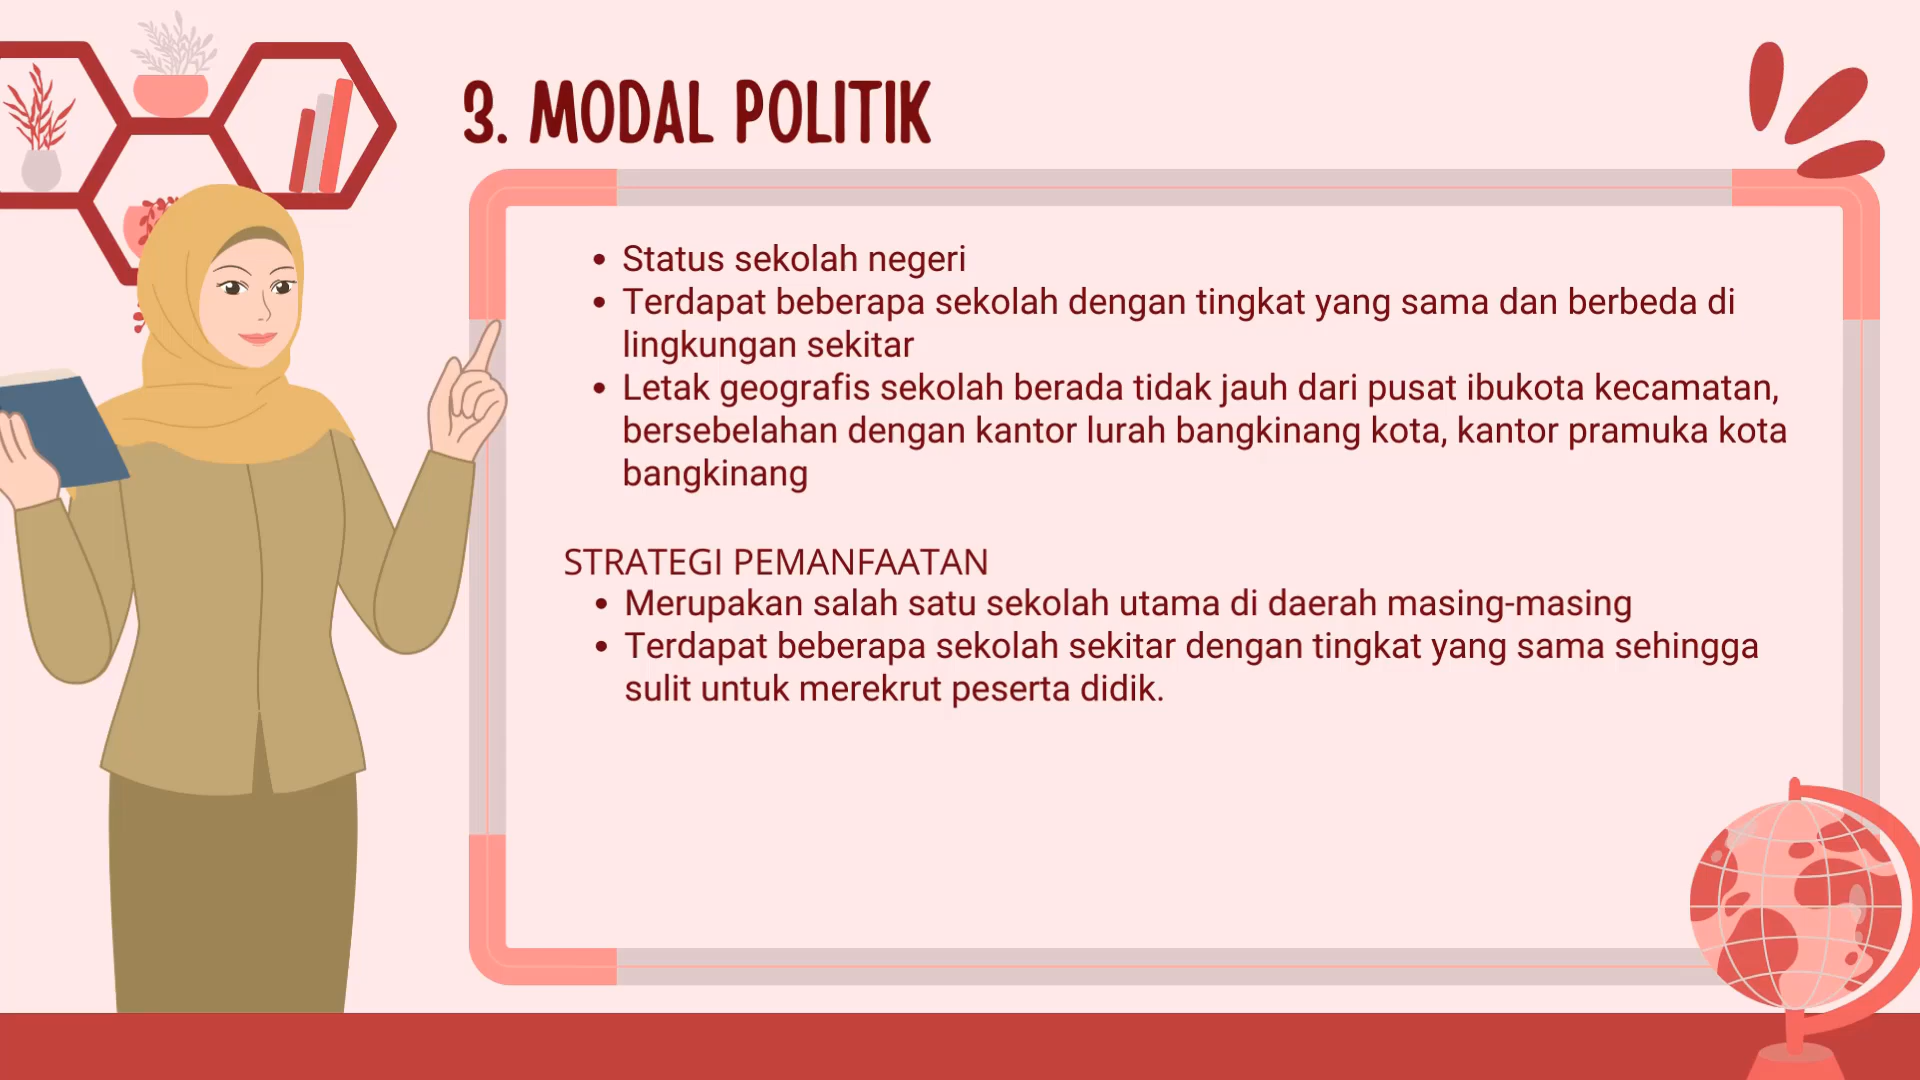 3. MODAL POLITIK
• Status sekolah negeri
• Terdapat beberapa sekolah dengan tingkat yang sama dan berbeda di
lingkungan sekitar
• Letak geografis sekolah berada tidak jauh dari pusat ibukota kecamatan,
bersebelahan dengan kantor lurah bangkinang kota, kantor pramuka kota
bangkinang
STRATEGI PEMANFAATAN
• Merupakan salah satu sekolah utama di daerah masing-masing
• Terdapat beberapa sekolah sekitar dengan tingkat yang sama sehingga
sulit untuk merekrut peserta didik.